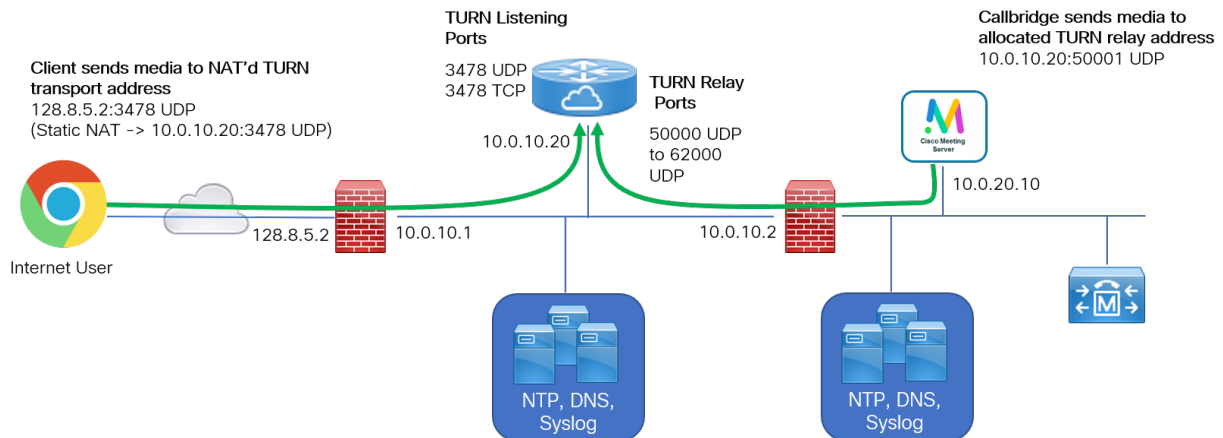 TURN Listening
Ports
3478 UDP
3478 TCP
Callbridge sends media to
allocated TURN relay address
10.0.10.20:50001 UDP
Client sends media to NAT'd TURN
transport address
128.8.5.2:3478 UDP
(Static NAT -> 10.0.10.20:3478 UDP)
TURN Relay
Ports
50000 UDP
to 62000
UDP
10.0.10.20
Cisco Meeting
Server
10.0.20.10
128.8.5.2
10.0.10.1
10.0.10.2
Internet User
M
NTP, DNS,
Syslog
NTP, DNS,
Syslog